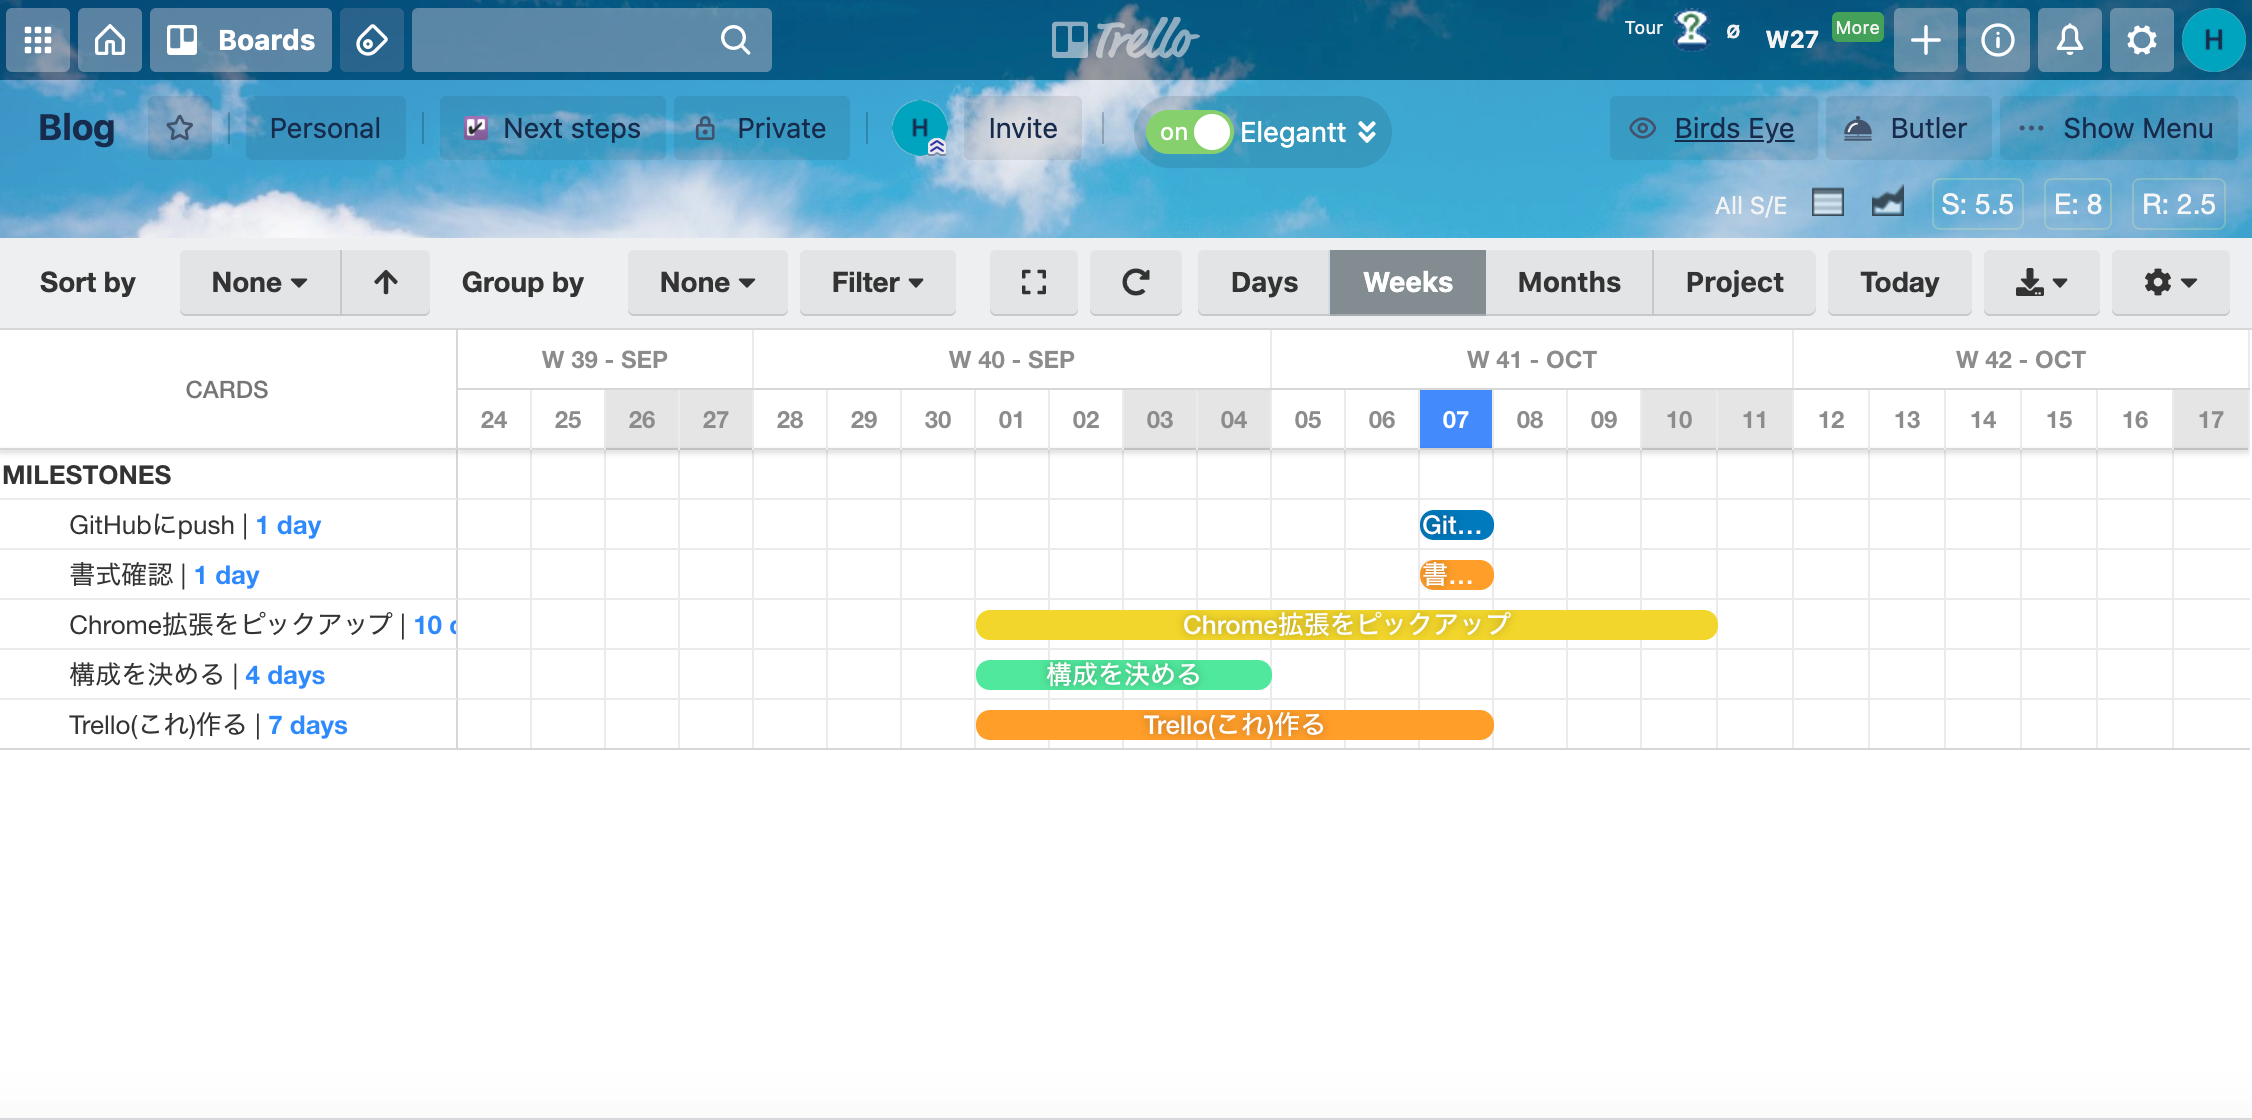 Boards
Trello
Tour
ø
W27
More
H
Blog
Personal
Next steps
Private
H
Invite
on
Elegantt
Birds Eye
Butler
Show Menu
All S/E
S: 5.5
E: 8
R: 2.5
Sort by
None
Group by
None
Filter
Days
Weeks
Months
Project
Today
CARDS
W 39 - SEP
W 40 - SEP
W 41 - OCT
W 42 - OCT
24 25 26 27 28 29 30 01 02 03 04 05 06 07 08 09 10 11 12 13 14 15 16 17
MILESTONES
GitHubにpush | 1 day
Git...
書式確認 | 1 day
書...
Chrome拡張をピックアップ | 10
Chrome拡張をピックアップ
構成を決める | 4 days
構成を決める
Trello(これ)作る | 7 days
Trello(これ)作る